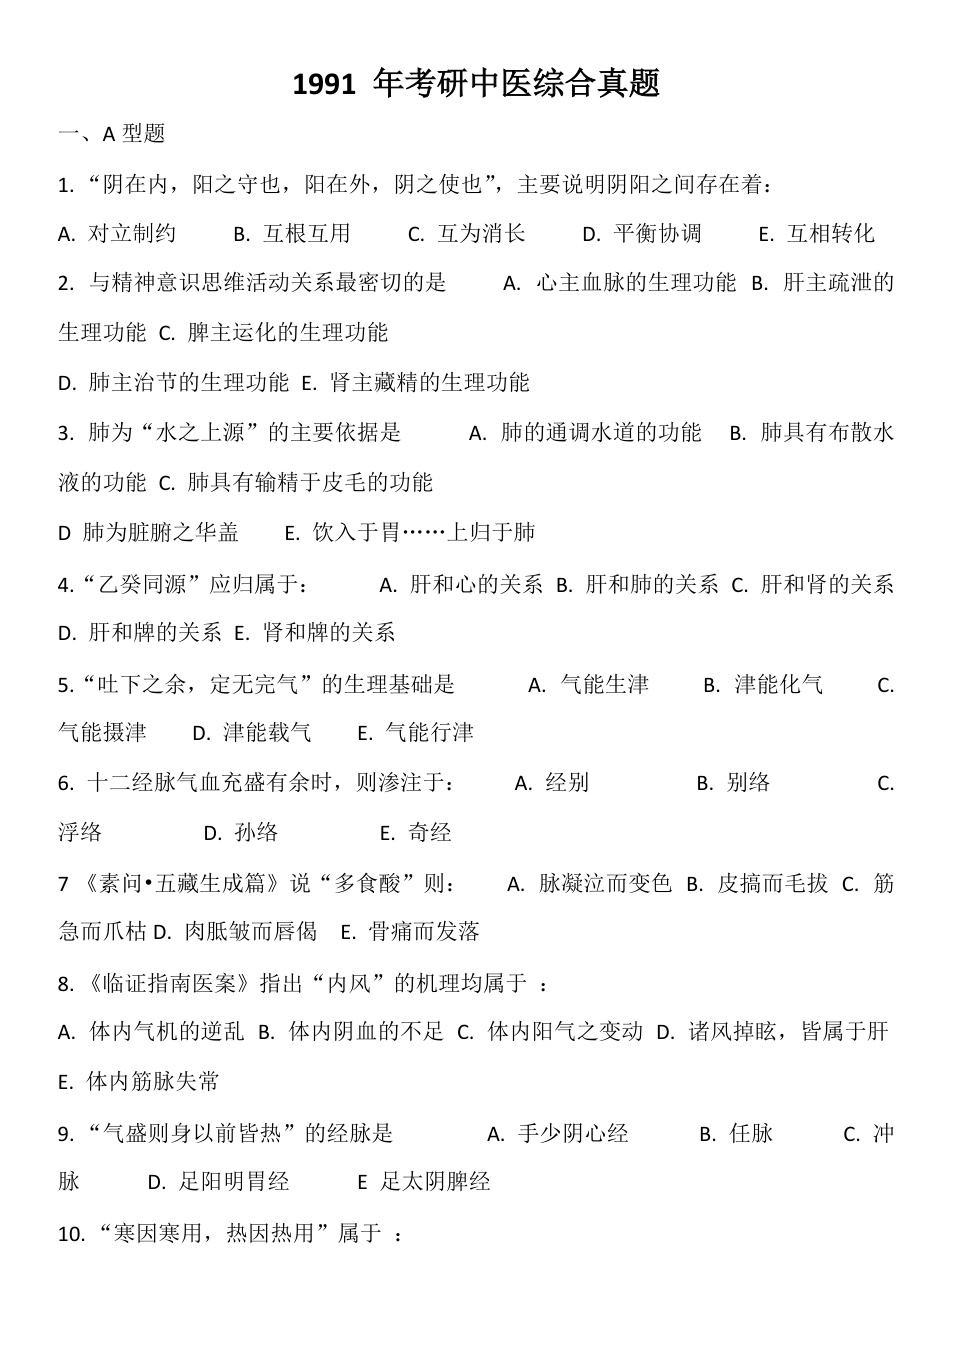 1991 年考研中医综合真题
一、A 型题
1. “阴在内，阳之守也，阳在外，阴之使也”，主要说明阴阳之间存在着：
A. 对立制约 B. 互根互用 C. 互为消长 D. 平衡协调 E. 互相转化
2. 与精神意识思维活动关系最密切的是 A. 心主血脉的生理功能 B. 肝主疏泄的
生理功能 C. 脾主运化的生理功能
D. 肺主治节的生理功能 E. 肾主藏精的生理功能
3. 肺为“水之上源”的主要依据是 A. 肺的通调水道的功能 B. 肺具有布散水
液的功能 C. 肺具有输精于皮毛的功能
D 肺为脏腑之华盖 E. 饮入于胃……上归于肺
4.“乙癸同源”应归属于： A. 肝和心的关系 B. 肝和肺的关系 C. 肝和肾的关系
D. 肝和牌的关系 E. 肾和牌的关系
5.“吐下之余，定无完气”的生理基础是 A. 气能生津 B. 津能化气 C.
气能摄津 D. 津能载气 E. 气能行津
6. 十二经脉气血充盛有余时，则渗注于： A. 经别 B. 别络 C.
浮络 D. 孙络 E. 奇经
7 《素问•五藏生成篇》说“多食酸”则： A. 脉凝泣而变色 B. 皮搞而毛拔 C. 筋
急而爪枯 D. 肉胝皱而唇偈 E. 骨痛而发落
8. 《临证指南医案》指出“内风”的机理均属于 ：
A. 体内气机的逆乱 B. 体内阴血的不足 C. 体内阳气之变动 D. 诸风掉眩，皆属于肝
E. 体内筋脉失常
9. “气盛则身以前皆热”的经脉是 A. 手少阴心经 B. 任脉 C. 冲
脉 D. 足阳明胃经 E 足太阴脾经
10. “寒因寒用，热因热用”属于 ：